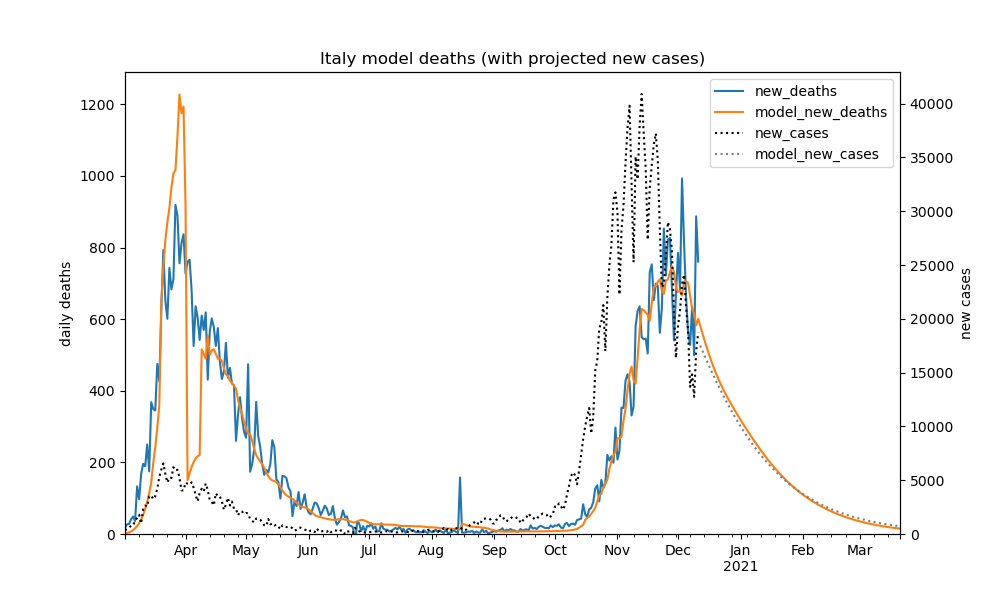 Italy model deaths (with projected new cases)
new_deaths
model_new_deaths
new_cases
model_new_cases
daily deaths
new cases
1200
1000
800
600
400
200
0
40000
35000
30000
25000
20000
15000
10000
5000
0
Apr May Jun Jul Aug Sep Oct Nov Dec Jan Feb Mar
2021